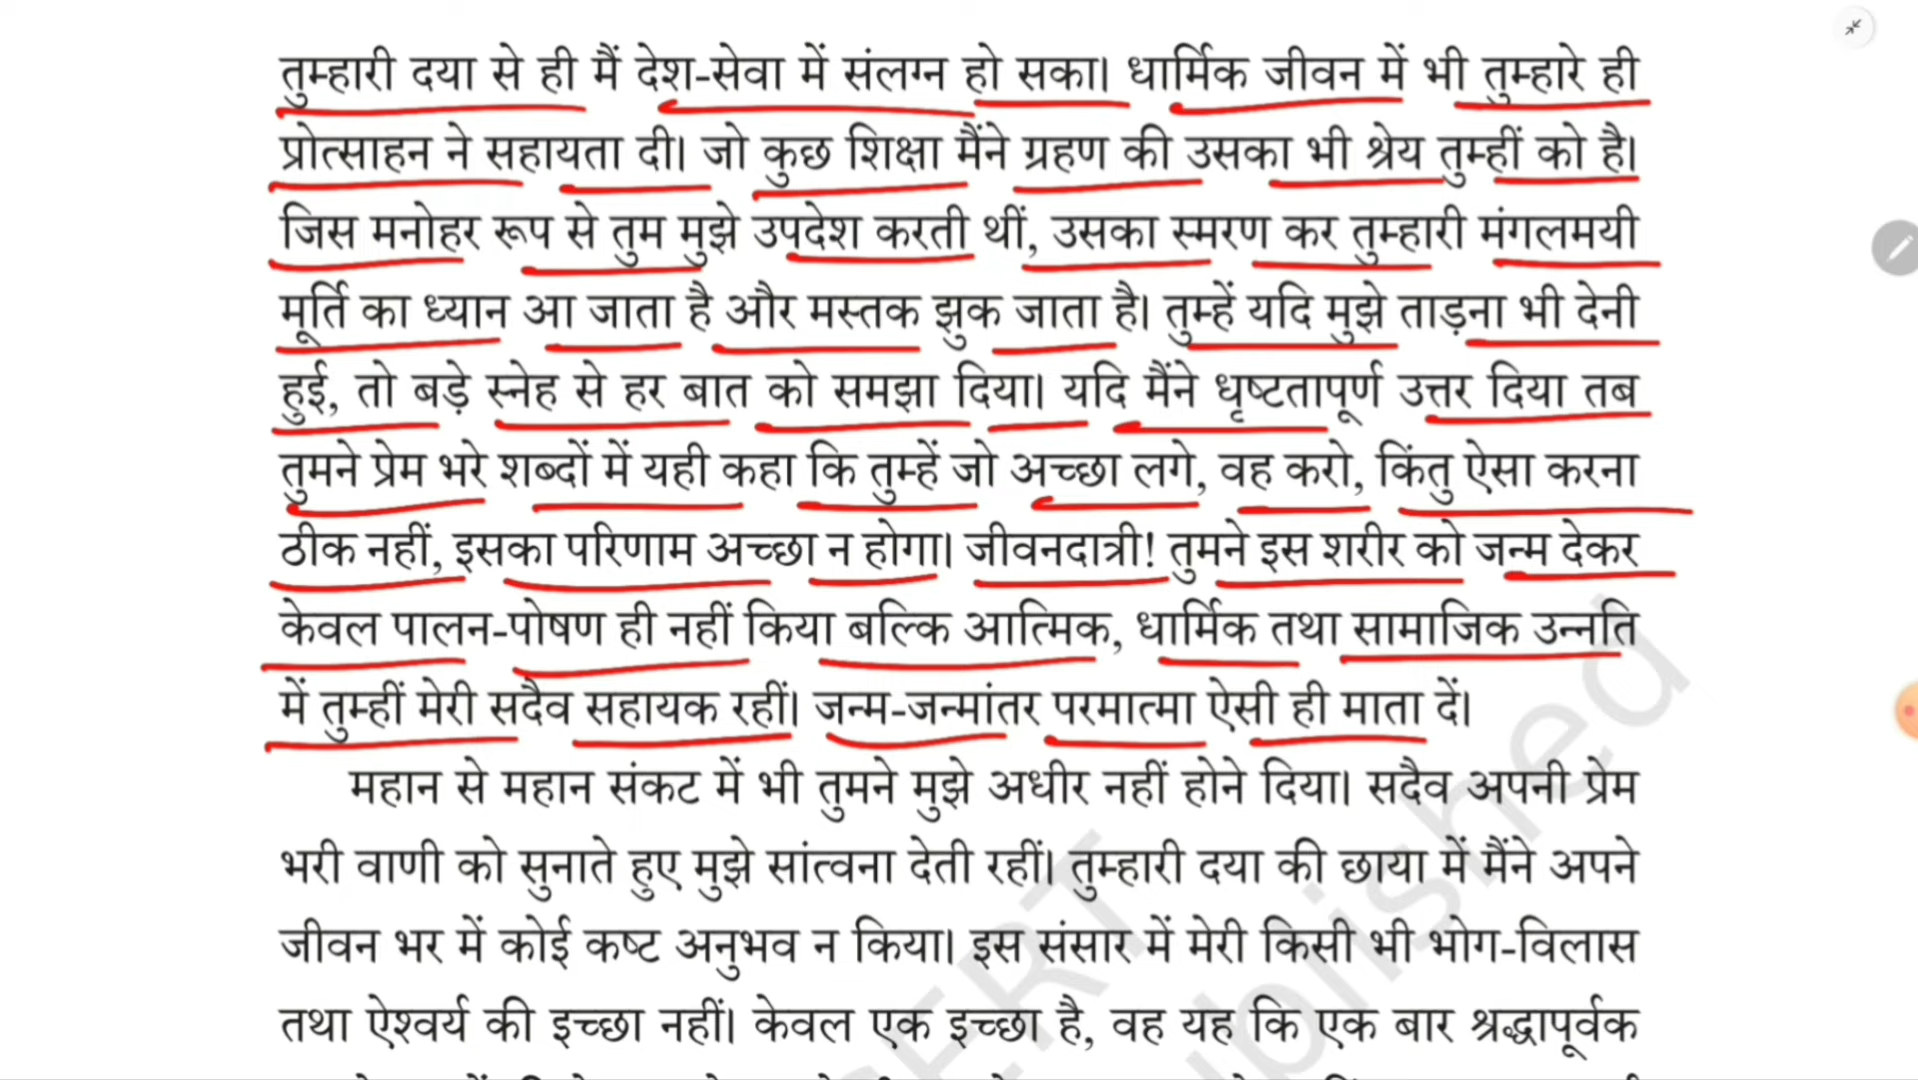 तुम्हारी दया से ही मैं देश-सेवा में संलग्न हो सका। धार्मिक जीवन में भी तुम्हारे ही
प्रोत्साहन ने सहायता दी। जो कुछ शिक्षा मैंने ग्रहण की उसका भी श्रेय तुम्हीं को है।
जिस मनोहर रूप से तुम मुझे उपदेश करती थीं, उसका स्मरण कर तुम्हारी मंगलमयी
मूर्ति का ध्यान आ जाता है और मस्तक झुक जाता है। तुम्हें यदि मुझे ताड़ना भी देनी
हुई, तो बड़े स्नेह से हर बात को समझा दिया। यदि मैंने धृष्टतापूर्ण उत्तर दिया तब
तुमने प्रेम भरे शब्दों में यही कहा कि तुम्हें जो अच्छा लगे, वह करो, किंतु ऐसा करना
ठीक नहीं, इसका परिणाम अच्छा न होगा। जीवनदात्री! तुमने इस शरीर को जन्म देकर
केवल पालन-पोषण ही नहीं किया बल्कि आत्मिक, धार्मिक तथा सामाजिक उन्नति
में तुम्हीं मेरी सदैव सहायक रहीं। जन्म-जन्मांतर परमात्मा ऐसी ही माता दें।
महान से महान संकट में भी तुमने मुझे अधीर नहीं होने दिया। सदैव अपनी प्रेम
भरी वाणी को सुनाते हुए मुझे सांत्वना देती रहीं। तुम्हारी दया की छाया में मैंने अपने
जीवन भर में कोई कष्ट अनुभव न किया। इस संसार में मेरी किसी भी भोग-विलास
तथा ऐश्वर्य की इच्छा नहीं। केवल एक इच्छा है, वह यह कि एक बार श्रद्धापूर्वक